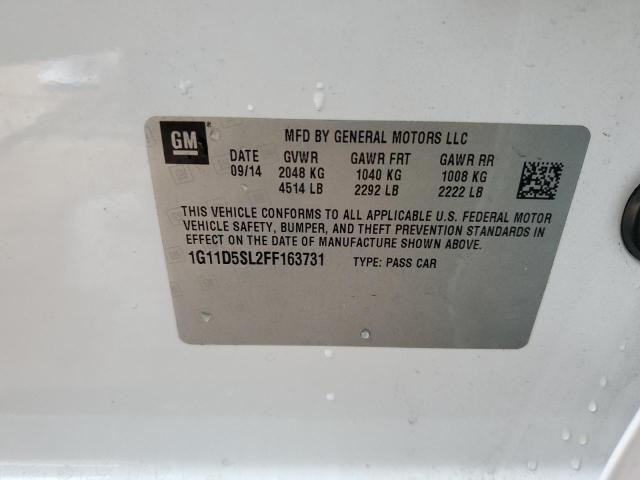 GM
MFD BY GENERAL MOTORS LLC
DATE GVWR GAWR FRT GAWR RR
09/14 2048 KG 1040 KG 1008 KG
4514 LB 2292 LB 2222 LB
THIS VEHICLE CONFORMS TO ALL APPLICABLE U.S. FEDERAL MOTOR
VEHICLE SAFETY, BUMPER, AND THEFT PREVENTION STANDARDS IN
EFFECT ON THE DATE OF MANUFACTURE SHOWN ABOVE.
1G11D5SL2FF163731 TYPE: PASS CAR